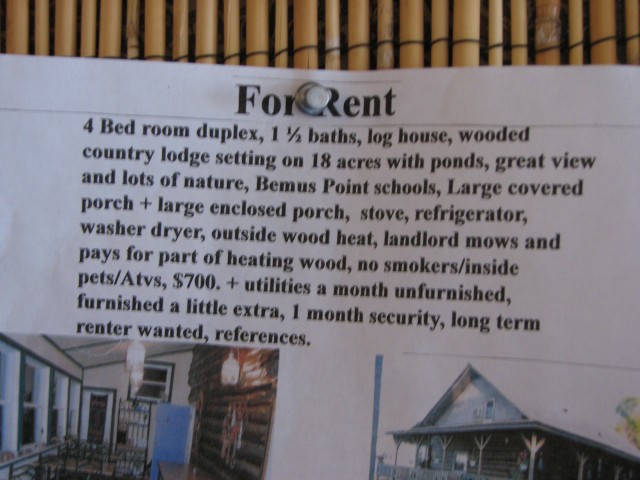 For Rent
4 Bed room duplex, 1 ½ baths, log house, wooded
country lodge setting on 18 acres with ponds, great view
and lots of nature, Bemus Point schools, Large covered
porch + large enclosed porch, stove, refrigerator,
washer dryer, outside wood heat, landlord mows and
pays for part of heating wood, no smokers/inside
pets/Atvs, $700. + utilities a month unfurnished,
furnished a little extra, 1 month security, long term
renter wanted, references.